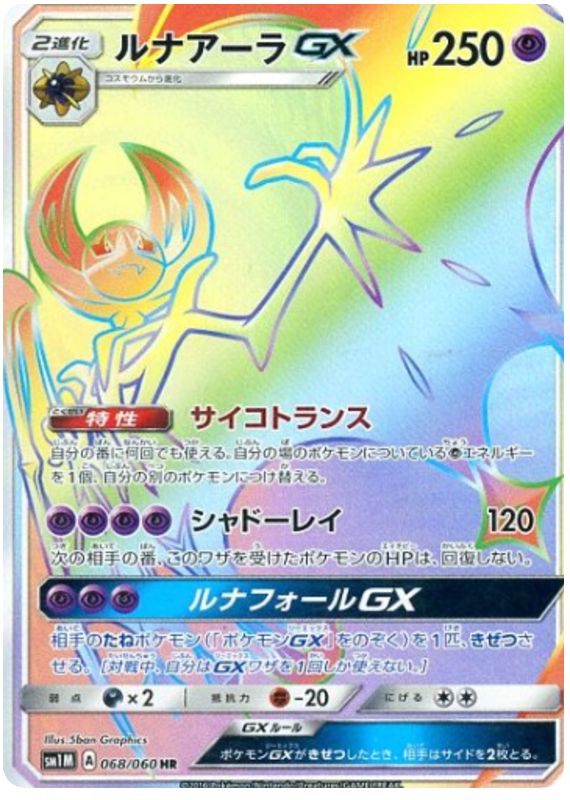 2進化 ルナアーラGX HP250
コスモウムから進化
とくせい 特性 サイコトランス
自分の番に何回でも使える。自分の場のポケモンについているエネルギー
を1個、自分の別のポケモンにつけ替える。
シャドーレイ 120
次の相手の番、このワザを受けたポケモンのHPは、回復しない。
ルナフォールGX
相手のたねポケモン(「ポケモンGX」をのぞく)を1匹、きぜつさ
せる。[対戦中、自分はGXワザを1回しか使えない。]
弱点 ×2 抵抗力 -20 にげる
Illus.5ban Graphics
GXルール
SM1M A 068/060 HR
ポケモンGXがきぜつしたとき、相手はサイドを2枚とる。
©2016 Pokémon/Nintendo/Creatures/GAME FREAK